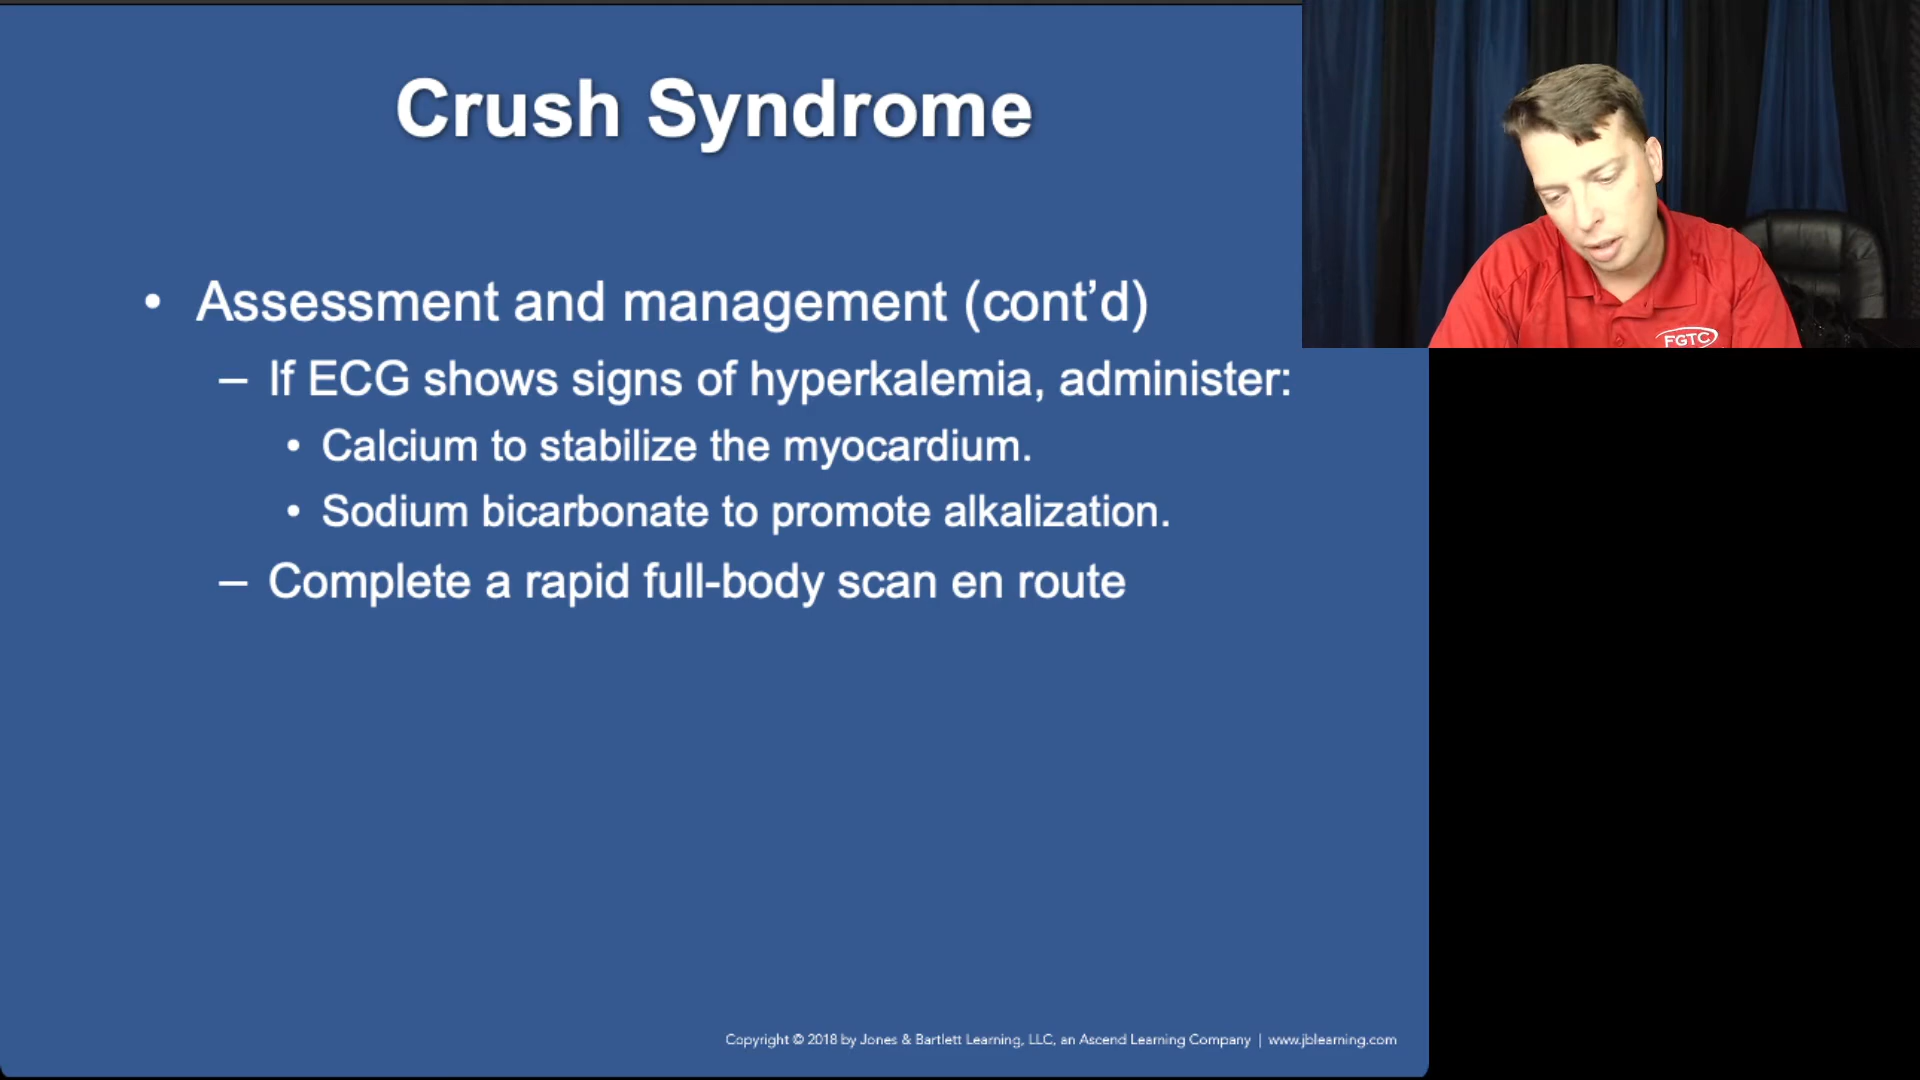 Crush Syndrome
• Assessment and management (cont’d)
– If ECG shows signs of hyperkalemia, administer:
• Calcium to stabilize the myocardium.
• Sodium bicarbonate to promote alkalization.
– Complete a rapid full-body scan en route
FGTC
Copyright © 2018 by Jones & Bartlett Learning, LLC, an Ascend Learning Company | www.jblearning.com